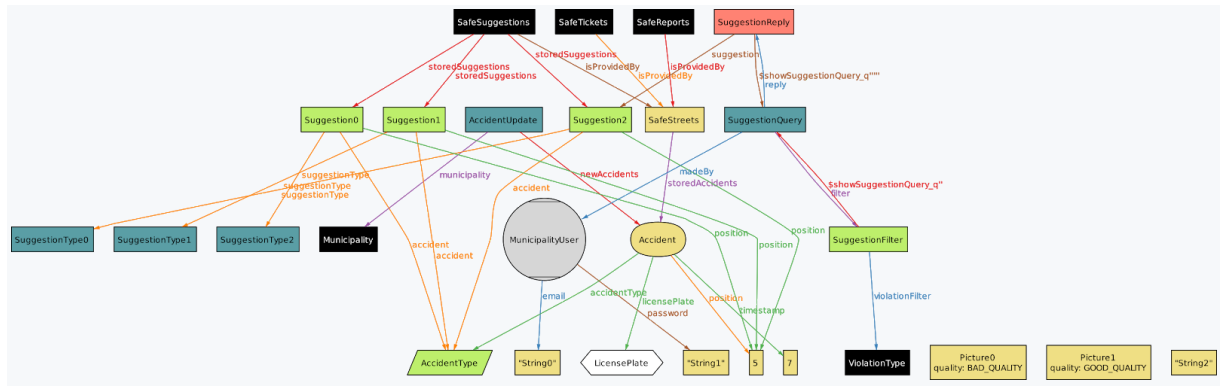 SafeSuggestions
SafeTickets
SafeReports
SuggestionReply
storedSuggestions
storedSuggestions
storedSuggestions
isProvidedBy
isProvidedBy
isProvidedBy
suggestion
$showSuggestionQuery_q"""
reply
Suggestion0
Suggestion1
AccidentUpdate
Suggestion2
SafeStreets
SuggestionQuery
suggestionType
suggestionType
suggestionType
municipality
accident
newAccidents
madeBy
storedAccidents
$showSuggestionQuery_q"
filter
SuggestionType0
SuggestionType1
SuggestionType2
Municipality
MunicipalityUser
Accident
SuggestionFilter
accident
accident
position
position
position
email
password
accidentType
licensePlate
position
timestamp
violationFilter
AccidentType
"String0"
LicensePlate
"String1"
5
7
ViolationType
Picture0
quality: BAD_QUALITY
Picture1
quality: GOOD_QUALITY
"String2"